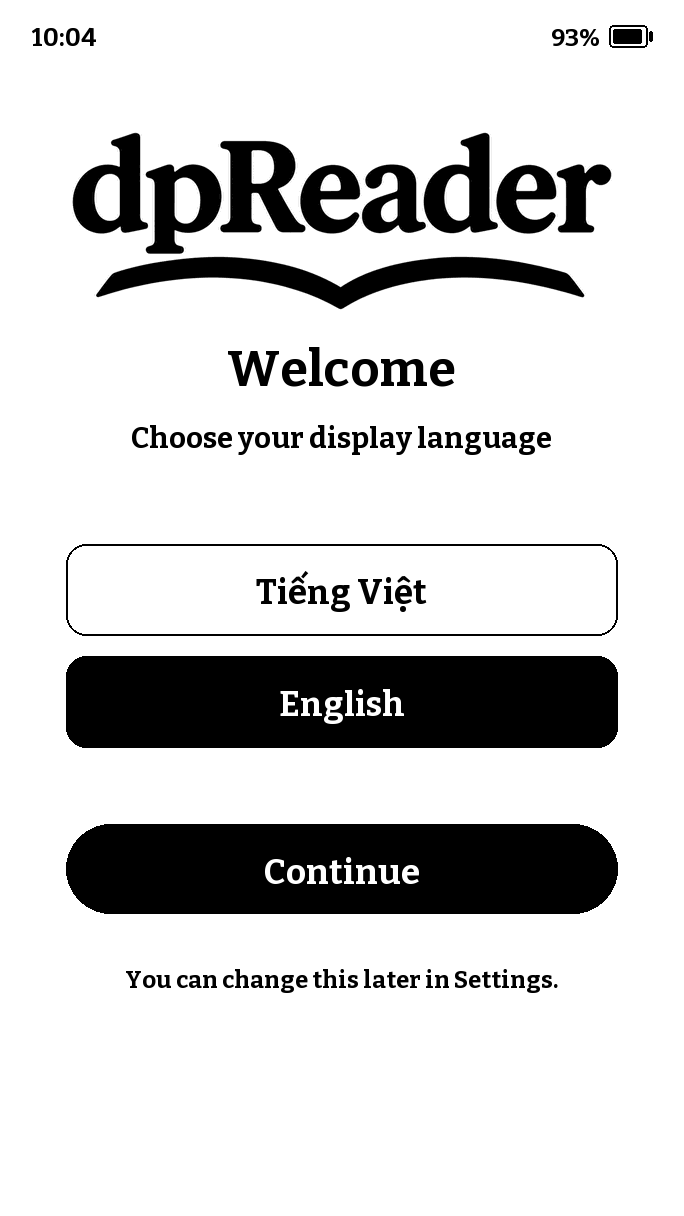 10:04
93%
dpReader
Welcome
Choose your display language
Tiếng Việt
English
Continue
You can change this later in Settings.